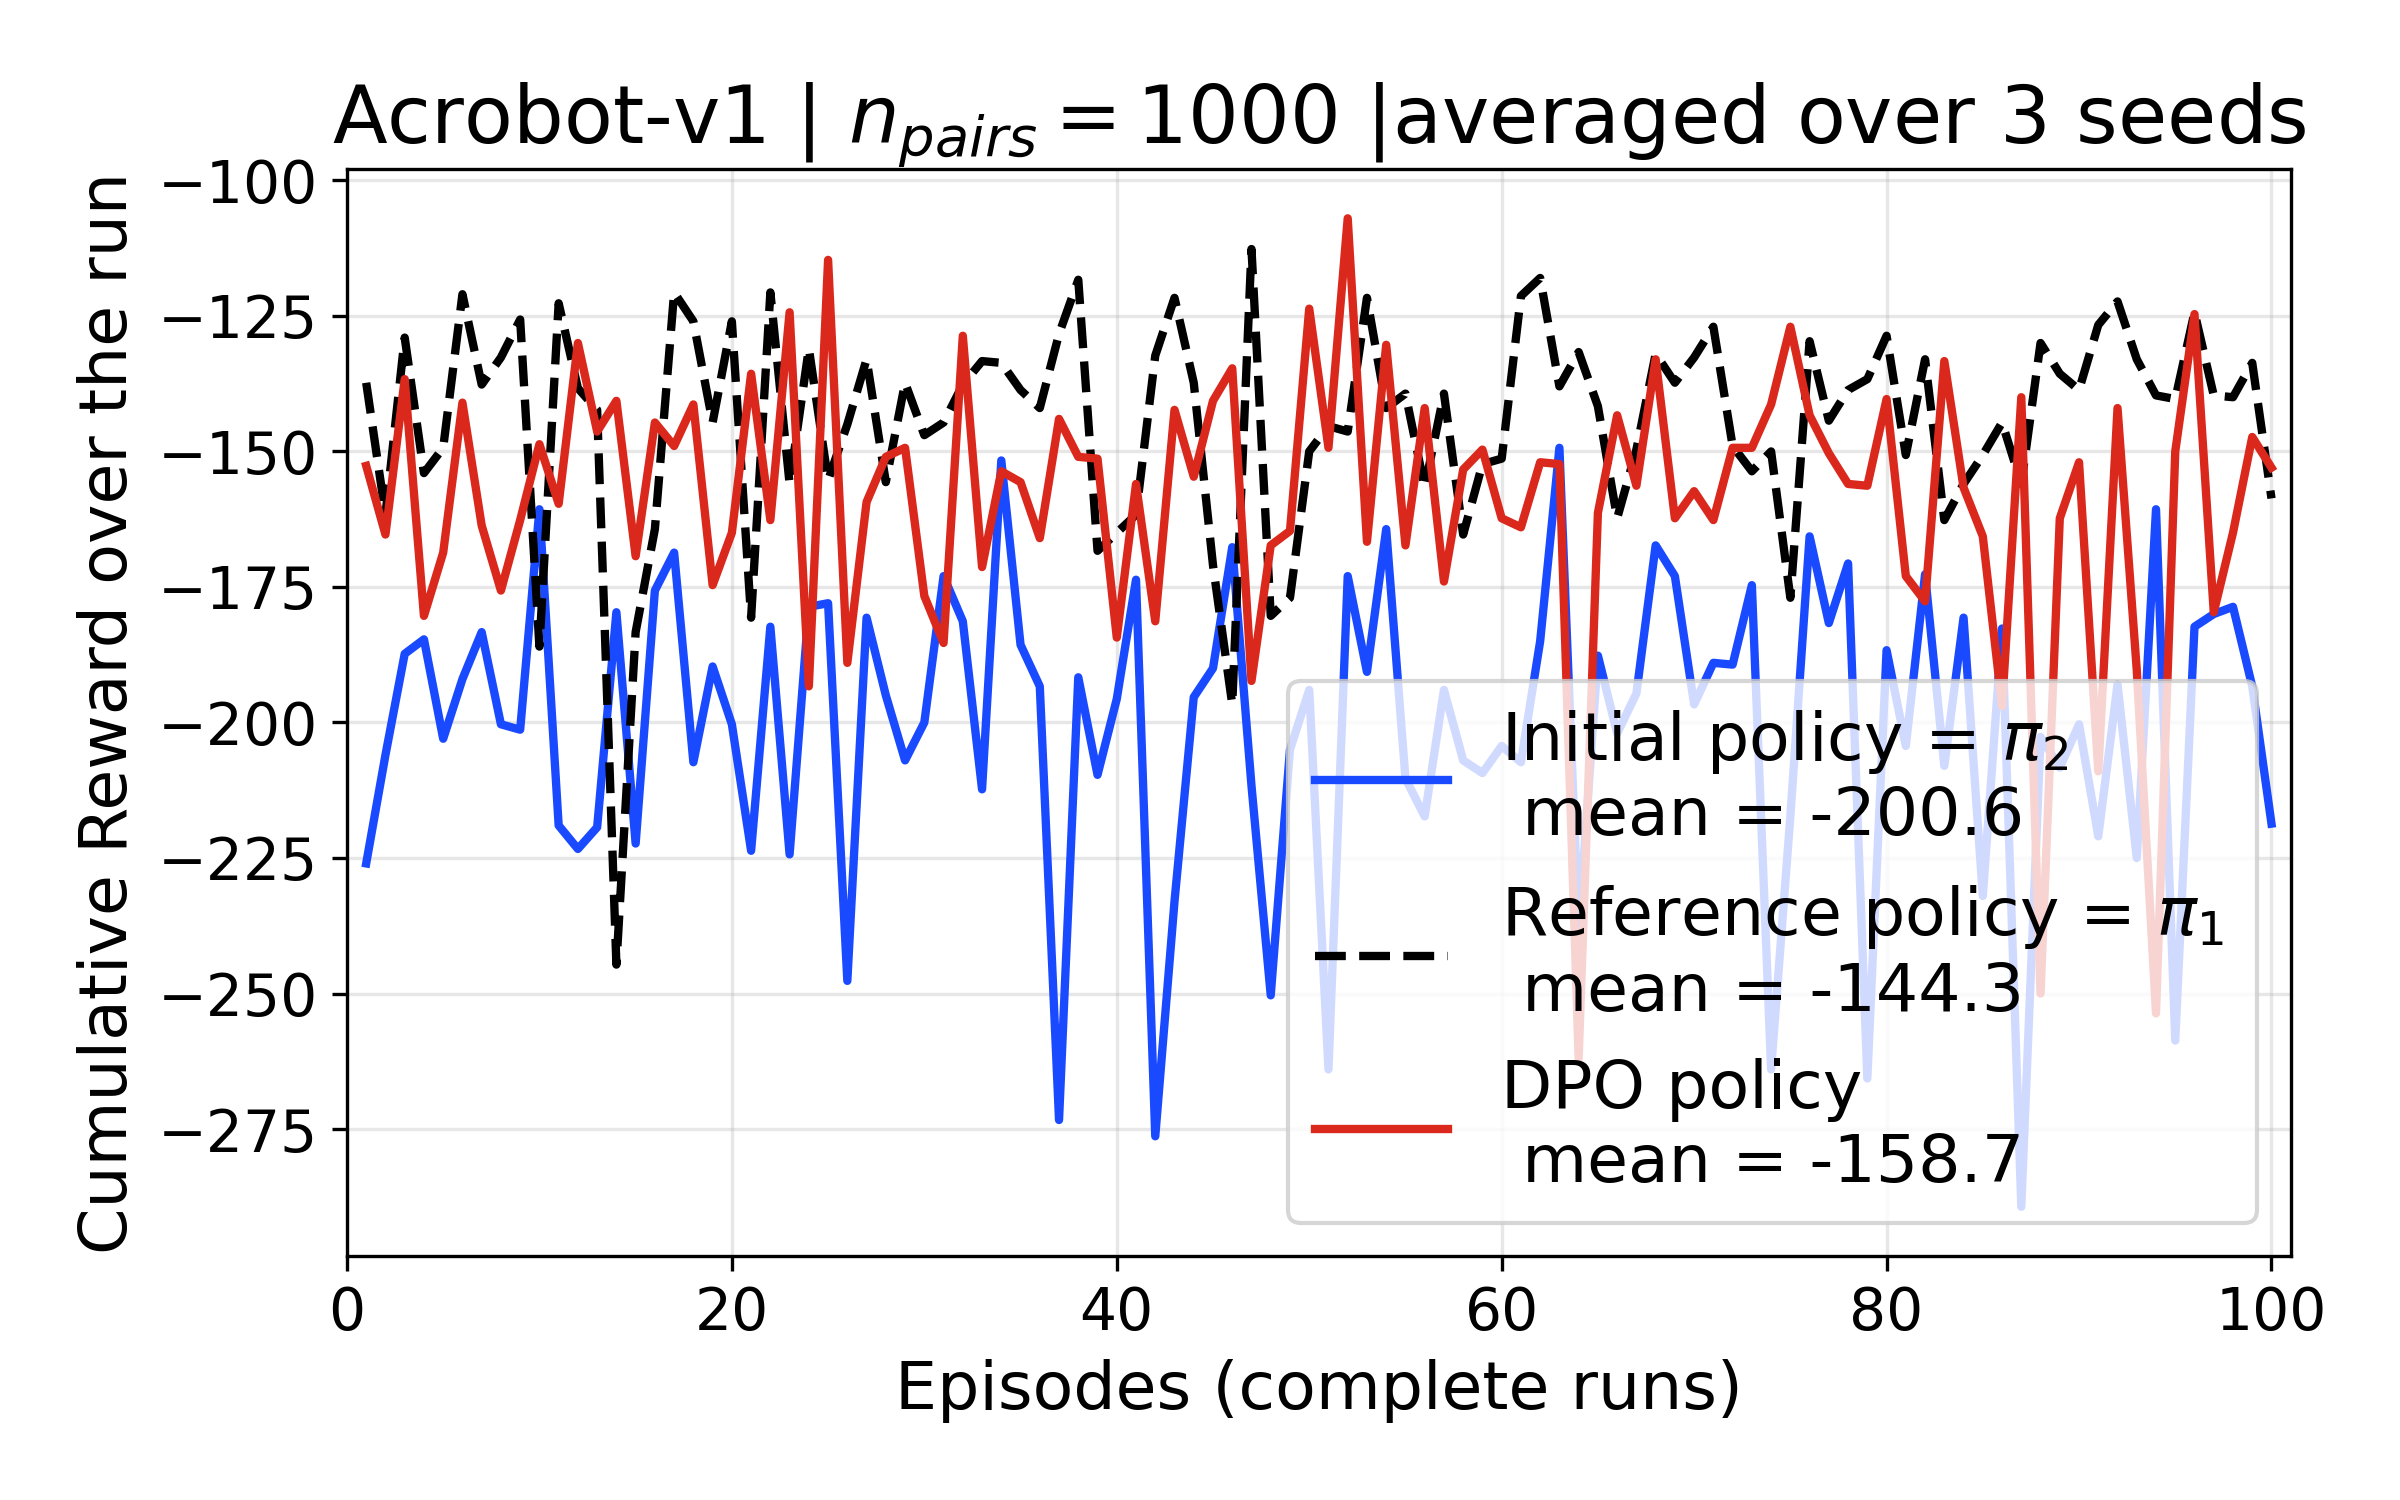 Acrobot-v1 | n_pairs = 1000 |averaged over 3 seeds
Cumulative Reward over the run
−100
−125
−150
−175
−200
−225
−250
−275
Initial policy = π₂
mean = -200.6
Reference policy = π₁
mean = -144.3
DPO policy
mean = -158.7
0
20
40
60
80
100
Episodes (complete runs)